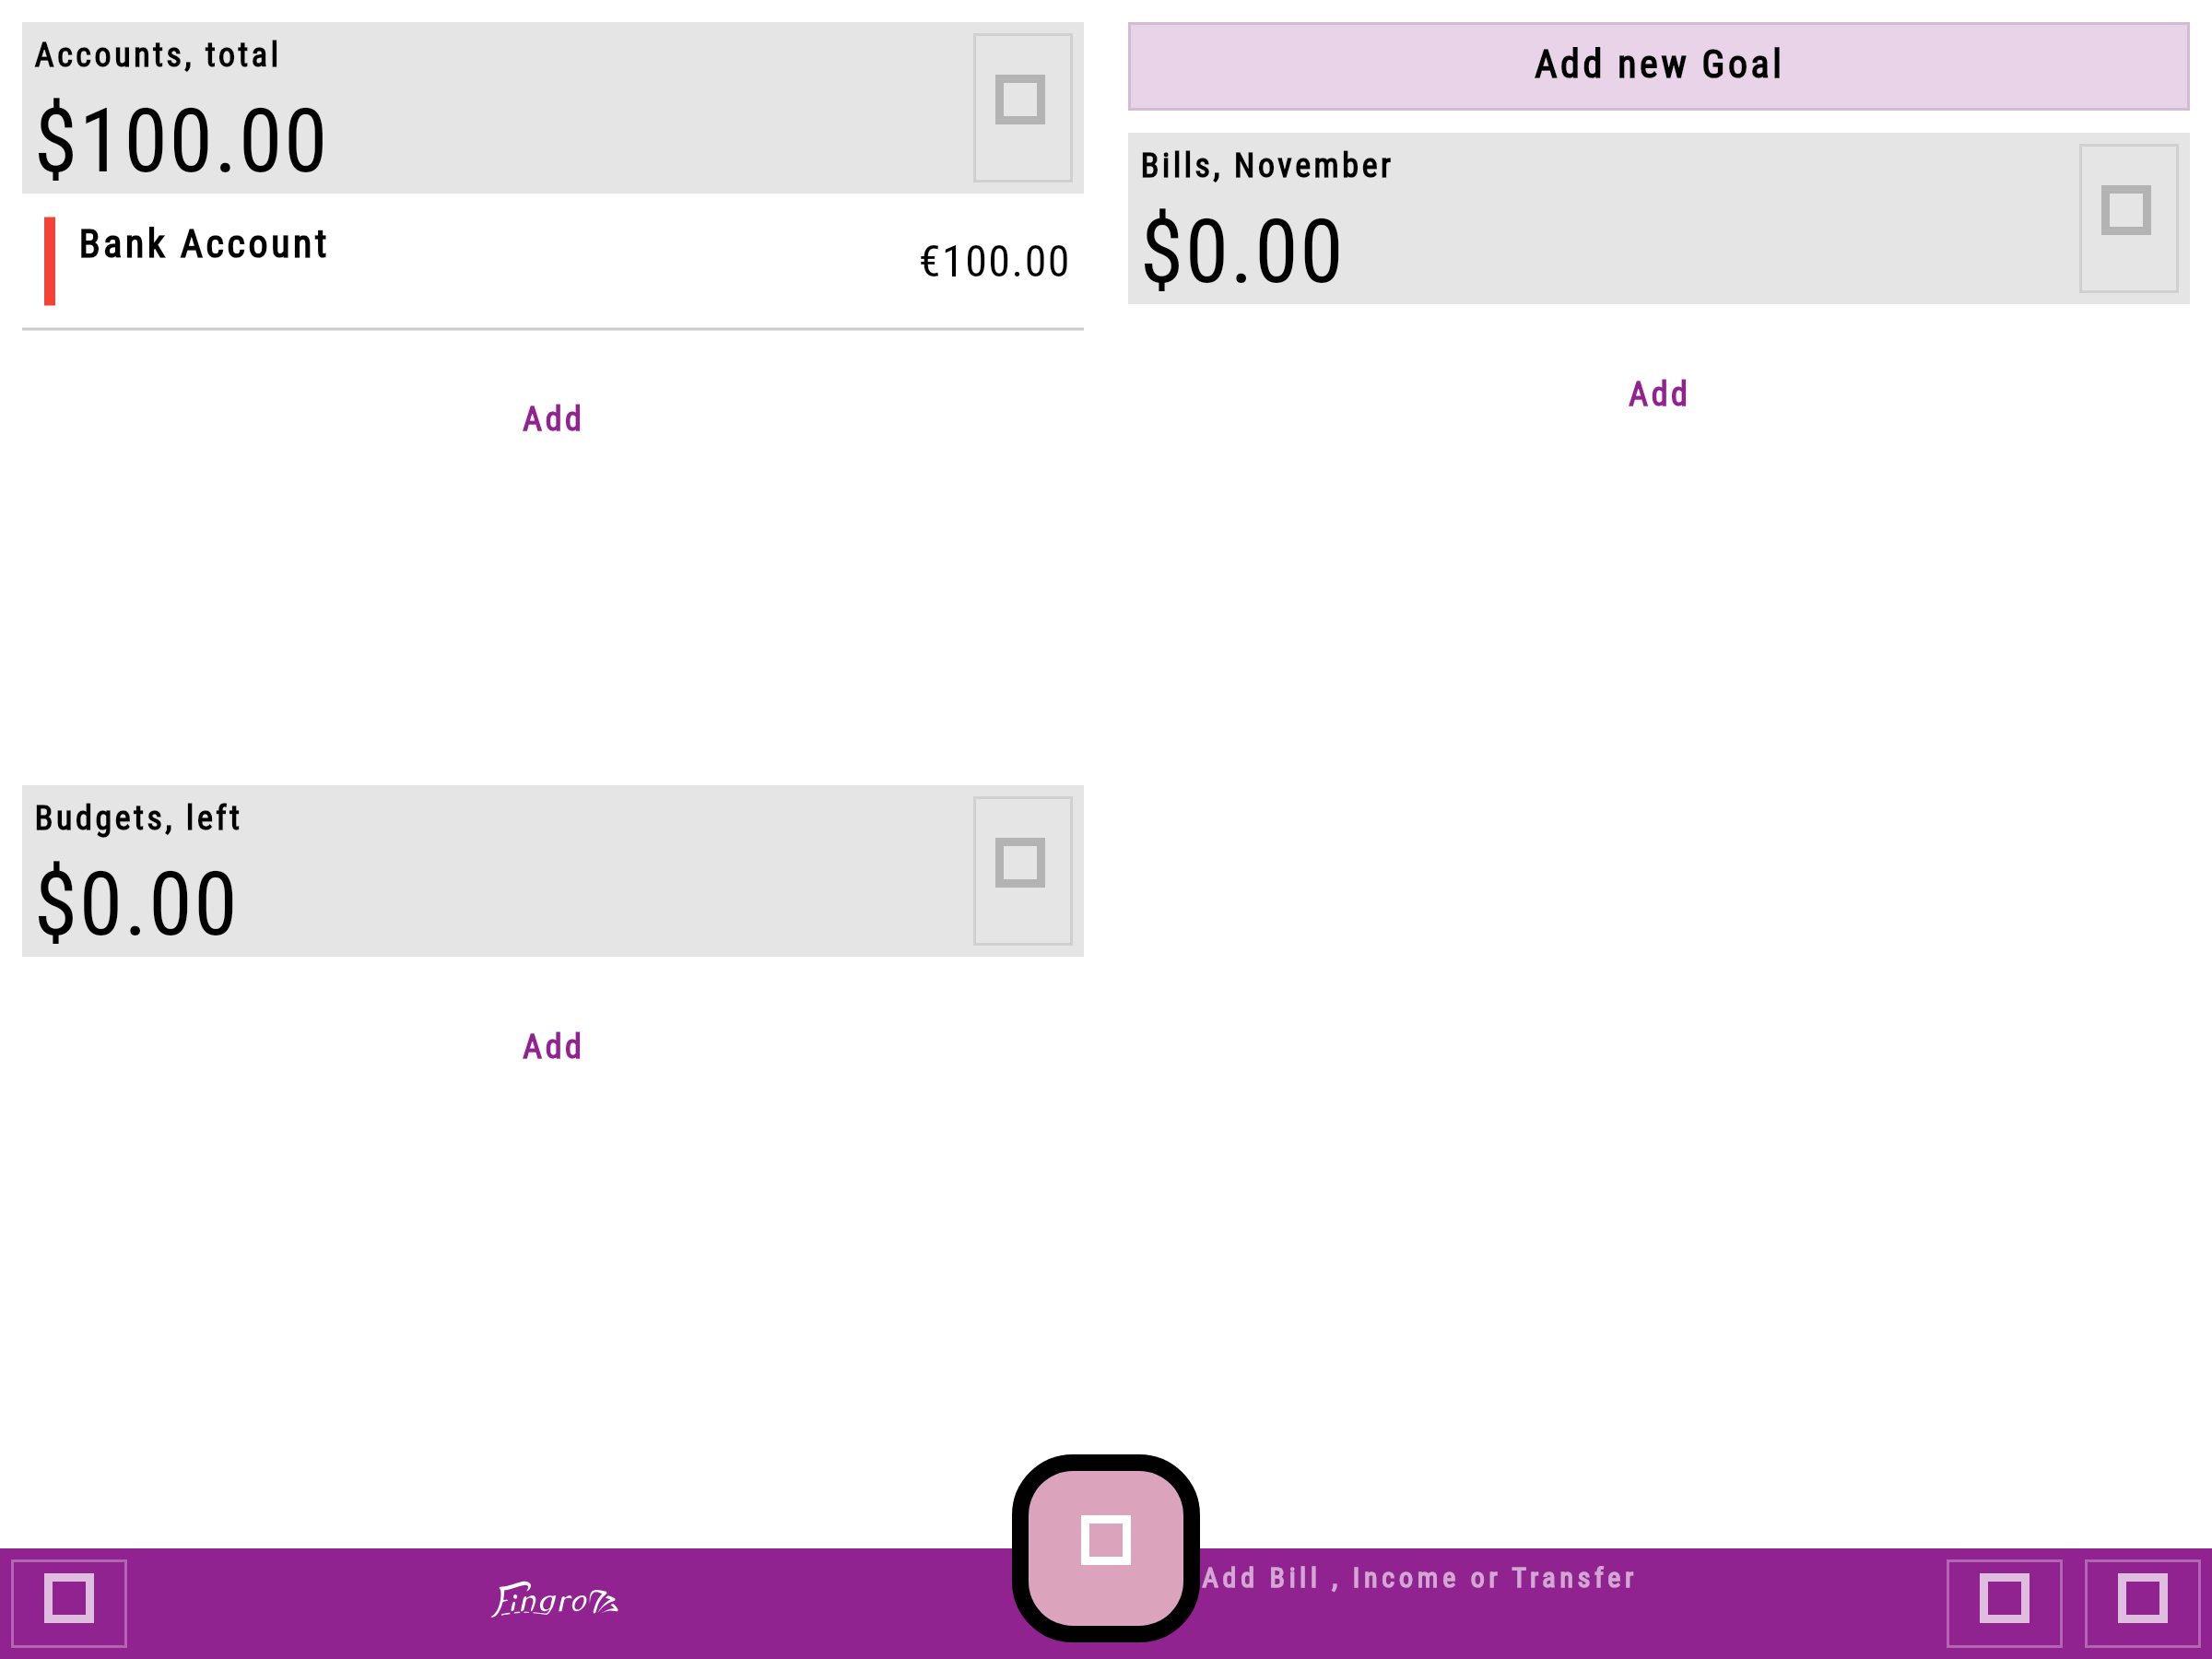 Accounts, total
$100.00
Bank Account
€100.00
Add
Add new Goal
Bills, November
$0.00
Add
Budgets, left
$0.00
Add
Add Bill , Income or Transfer